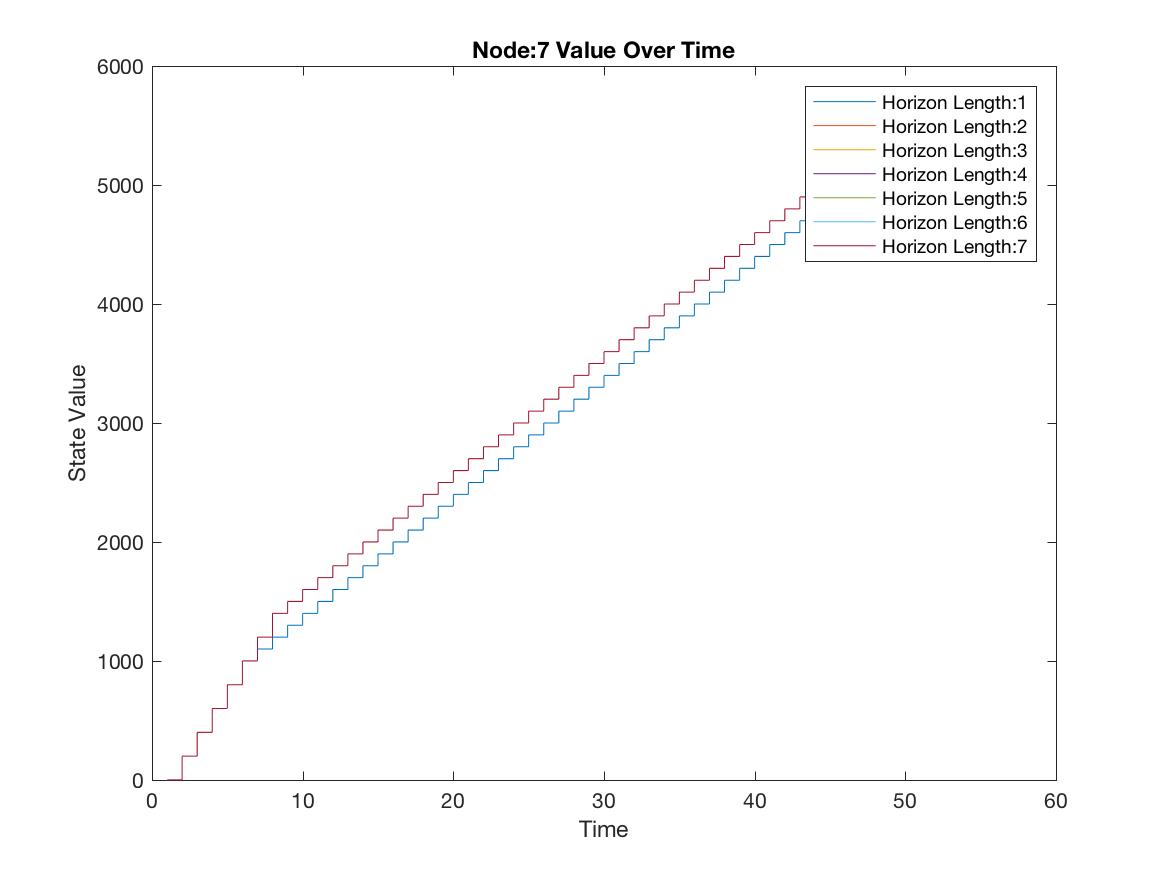 Node:7 Value Over Time
6000
5000
4000
3000
2000
1000
0
State Value
Horizon Length:1
Horizon Length:2
Horizon Length:3
Horizon Length:4
Horizon Length:5
Horizon Length:6
Horizon Length:7
0 10 20 30 40 50 60
Time